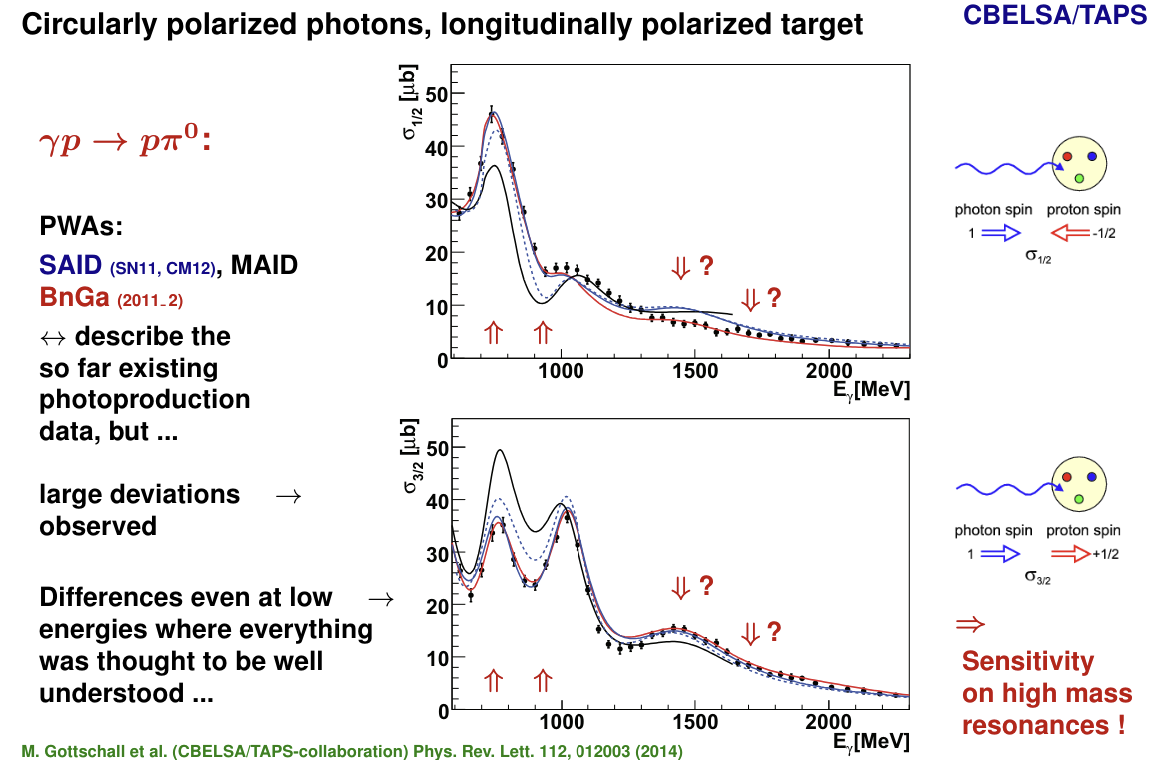 Circularly polarized photons, longitudinally polarized target
CBELSA/TAPS
γp → pπ⁰:
PWAs:
SAID (SN11, CM12), MAID
BnGa (2011-2)
↔ describe the
so far existing
photoproduction
data, but ...
large deviations →
observed
Differences even at low →
energies where everything
was thought to be well
understood ...
σ1/2 [μb]
50
40
30
20
10
0
⇓ ?
⇓ ?
⇑ ⇑
1000 1500 2000
Eγ[MeV]
σ3/2 [μb]
50
40
30
20
10
0
⇓ ?
⇓ ?
⇑ ⇑
1000 1500 2000
Eγ[MeV]
photon spin proton spin
1 -1/2
σ1/2
photon spin proton spin
1 +1/2
σ3/2
⇒
Sensitivity
on high mass
resonances !
M. Gottschall et al. (CBELSA/TAPS-collaboration) Phys. Rev. Lett. 112, 012003 (2014)